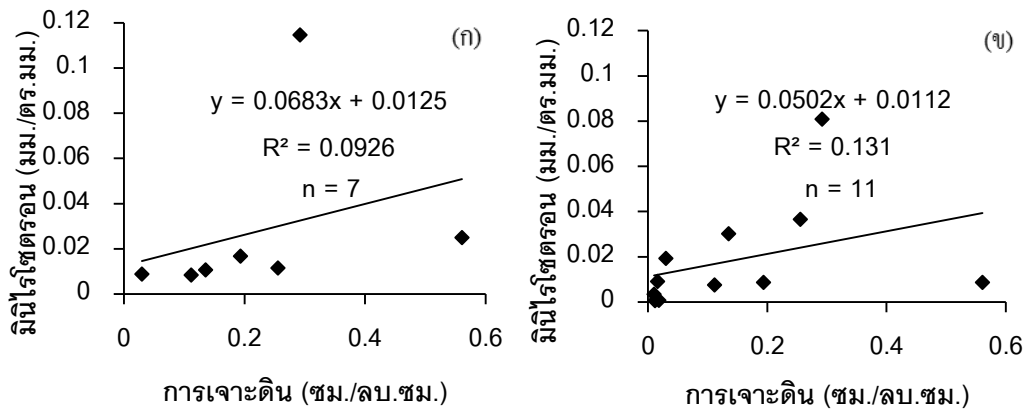 (ก)
มินิไรโซตรอน (มม./ตร.มม.)
0.12
0.1
0.08
0.06
0.04
0.02
0
y = 0.0683x + 0.0125
R² = 0.0926
n = 7
0 0.2 0.4 0.6
การเจาะดิน (ซม./ลบ.ซม.)
(ข)
มินิไรโซตรอน (มม./ตร.มม.)
0.12
0.1
0.08
0.06
0.04
0.02
0
y = 0.0502x + 0.0112
R² = 0.131
n = 11
0 0.2 0.4 0.6
การเจาะดิน (ซม./ลบ.ซม.)